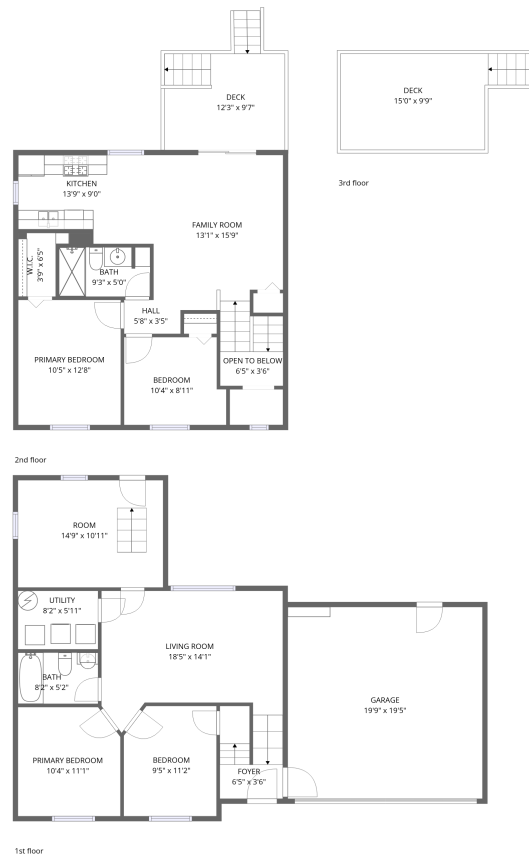 DECK
12'3" x 9'7"
DECK
15'0" x 9'9"
3rd floor
KITCHEN
13'9" x 9'0"
FAMILY ROOM
13'1" x 15'9"
W.I.C.
3'9" x 6'5"
BATH
9'3" x 5'0"
HALL
5'8" x 3'5"
PRIMARY BEDROOM
10'5" x 12'8"
BEDROOM
10'4" x 8'11"
OPEN TO BELOW
6'5" x 3'6"
2nd floor
ROOM
14'9" x 10'11"
UTILITY
8'2" x 5'11"
LIVING ROOM
18'5" x 14'1"
BATH
8'2" x 5'2"
GARAGE
19'9" x 19'5"
PRIMARY BEDROOM
10'4" x 11'1"
BEDROOM
9'5" x 11'2"
FOYER
6'5" x 3'6"
1st floor